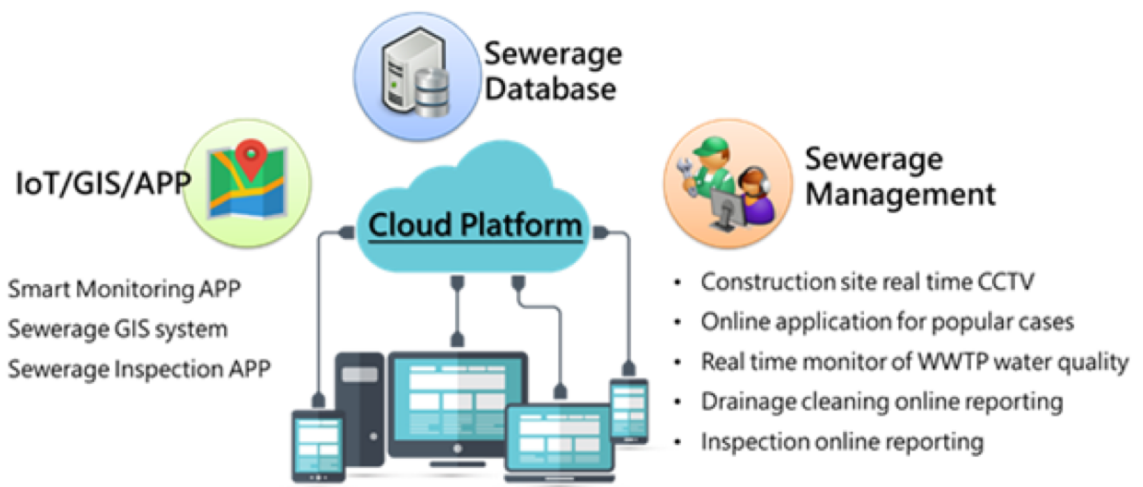 Sewerage
Database
IoT/GIS/APP
Sewerage
Management
Cloud Platform
Smart Monitoring APP
Sewerage GIS system
Sewerage Inspection APP
• Construction site real time CCTV
• Online application for popular cases
• Real time monitor of WWTP water quality
• Drainage cleaning online reporting
• Inspection online reporting